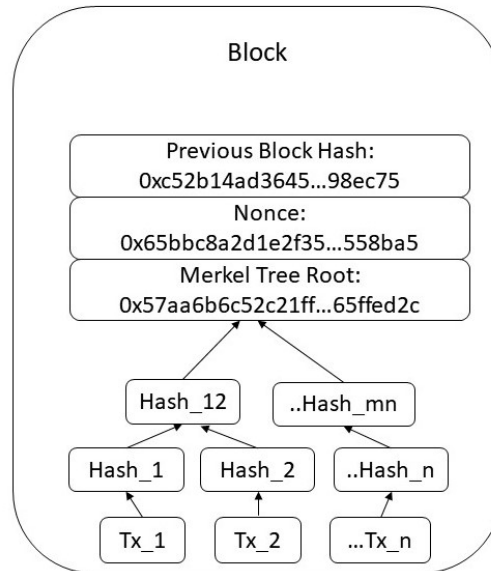 Block
Previous Block Hash:
0xc52b14ad3645...98ec75
Nonce:
0x65bbc8a2d1e2f35...558ba5
Merkel Tree Root:
0x57aa6b6c52c21ff...65ffed2c
Hash_12
..Hash_mn
Hash_1
Hash_2
..Hash_n
Tx_1
Tx_2
...Tx_n